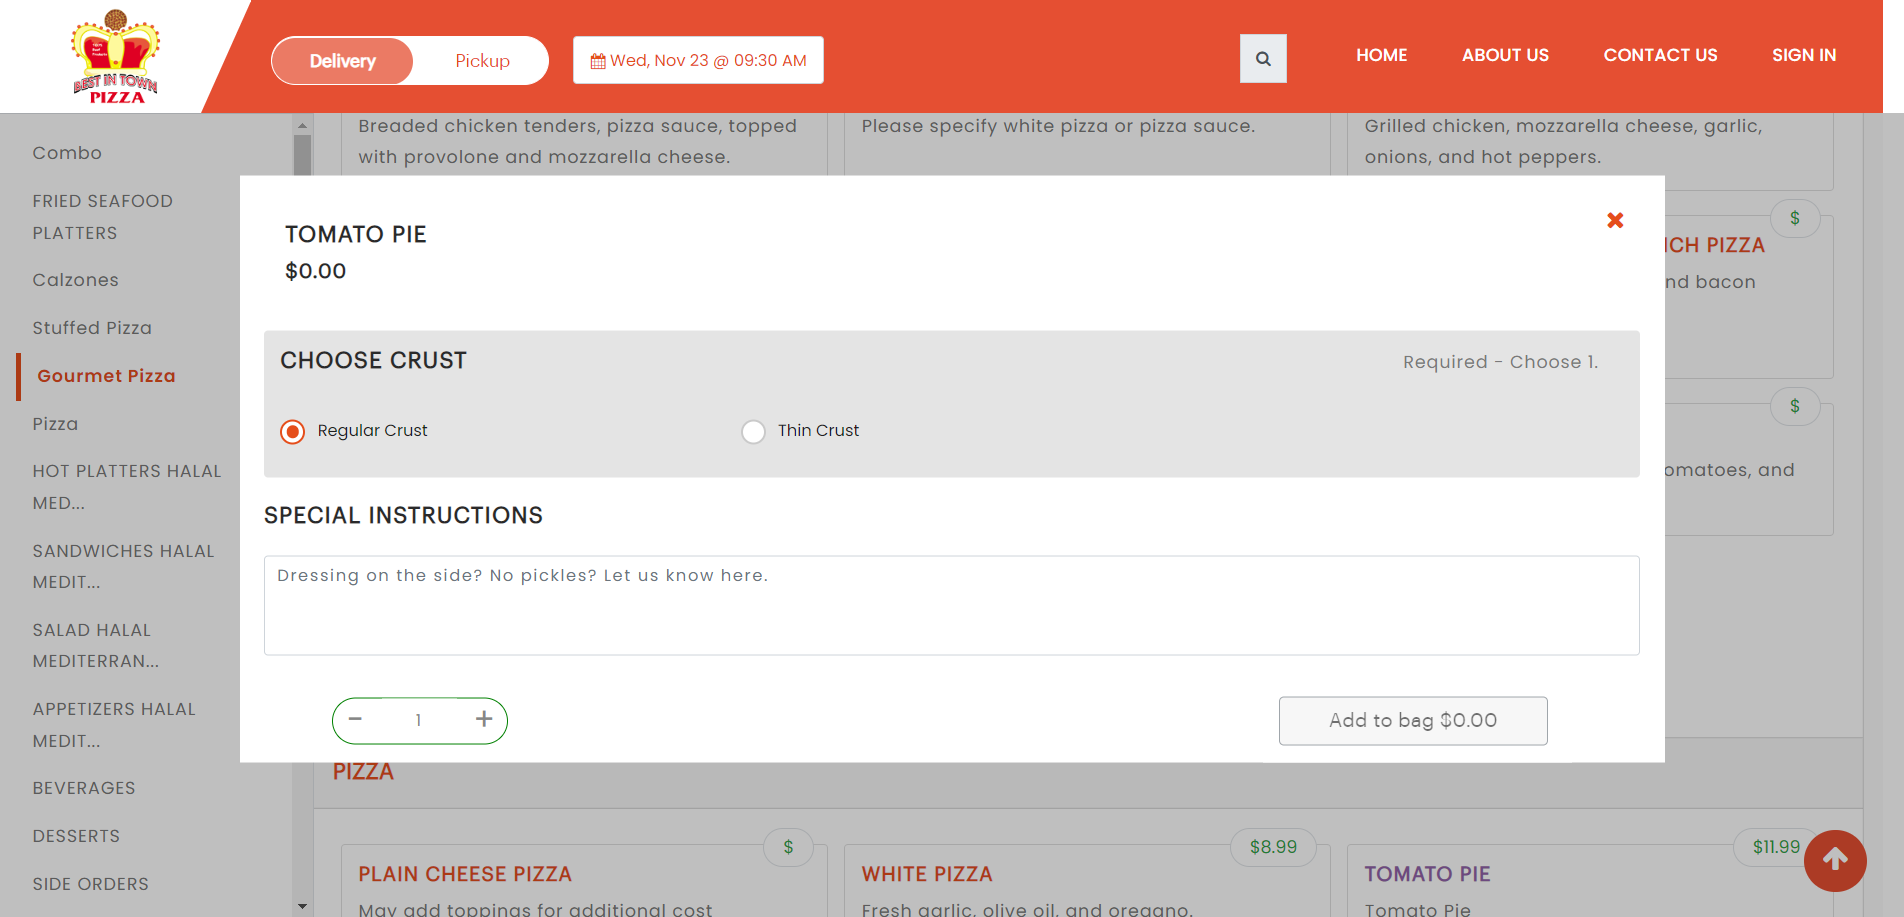 BEST IN TOWN
PIZZA
Delivery
Pickup
Wed, Nov 23 @ 09:30 AM
HOME
ABOUT US
CONTACT US
SIGN IN
Combo
FRIED SEAFOOD
PLATTERS
Calzones
Stuffed Pizza
Gourmet Pizza
Pizza
HOT PLATTERS HALAL
MED...
SANDWICHES HALAL
MEDIT...
SALAD HALAL
MEDITERRAN...
APPETIZERS HALAL
MEDIT...
BEVERAGES
DESSERTS
SIDE ORDERS
Breaded chicken tenders, pizza sauce, topped
with provolone and mozzarella cheese.
Please specify white pizza or pizza sauce.
Grilled chicken, mozzarella cheese, garlic,
onions, and hot peppers.
$
ICH PIZZA
nd bacon
$
omatoes, and
TOMATO PIE
$0.00
CHOOSE CRUST
Required - Choose 1.
Regular Crust
Thin Crust
SPECIAL INSTRUCTIONS
Dressing on the side? No pickles? Let us know here.
− 1 +
Add to bag $0.00
PIZZA
$
PLAIN CHEESE PIZZA
May add toppings for additional cost
$8.99
WHITE PIZZA
Fresh garlic, olive oil, and oregano.
$11.99
TOMATO PIE
Tomato Pie